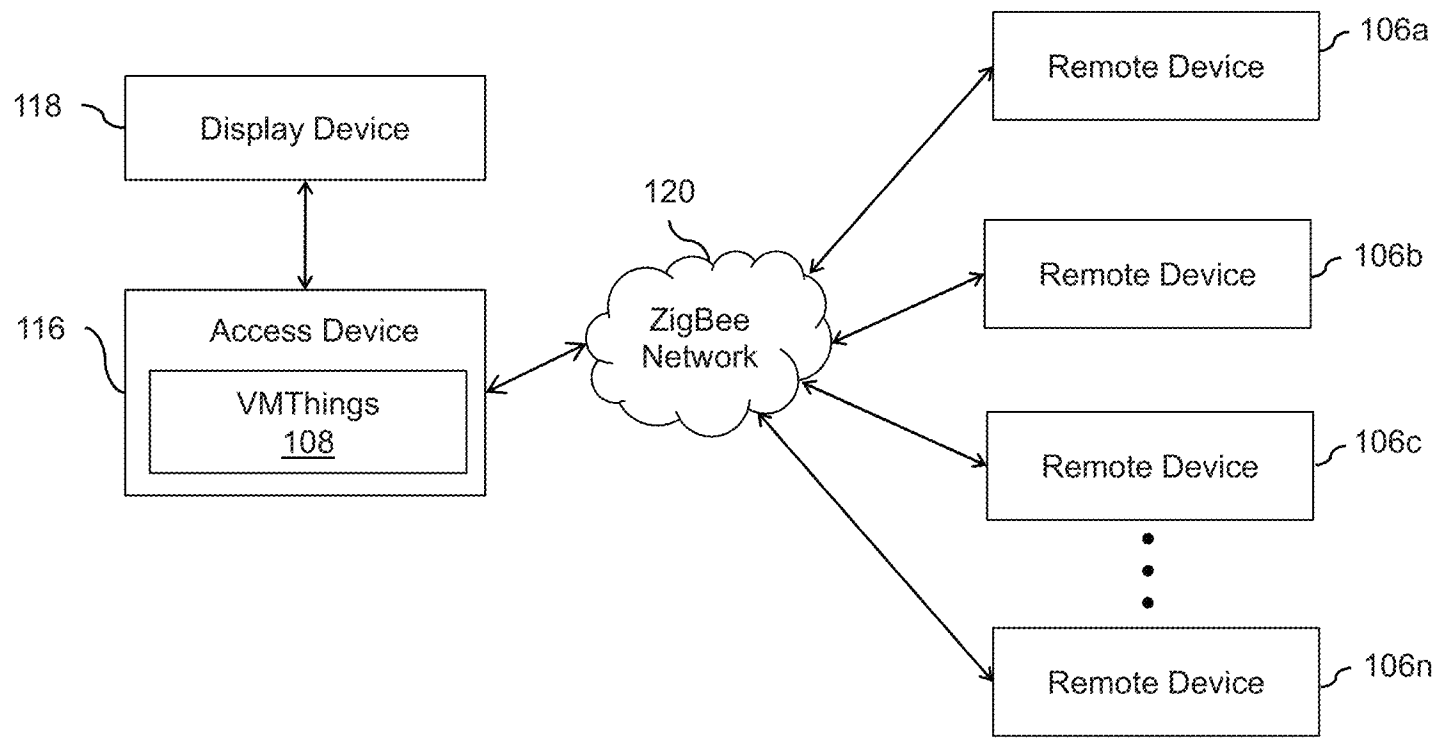 118
Display Device
116
Access Device
VMThings
108
120
ZigBee
Network
106a
Remote Device
106b
Remote Device
106c
Remote Device
106n
Remote Device